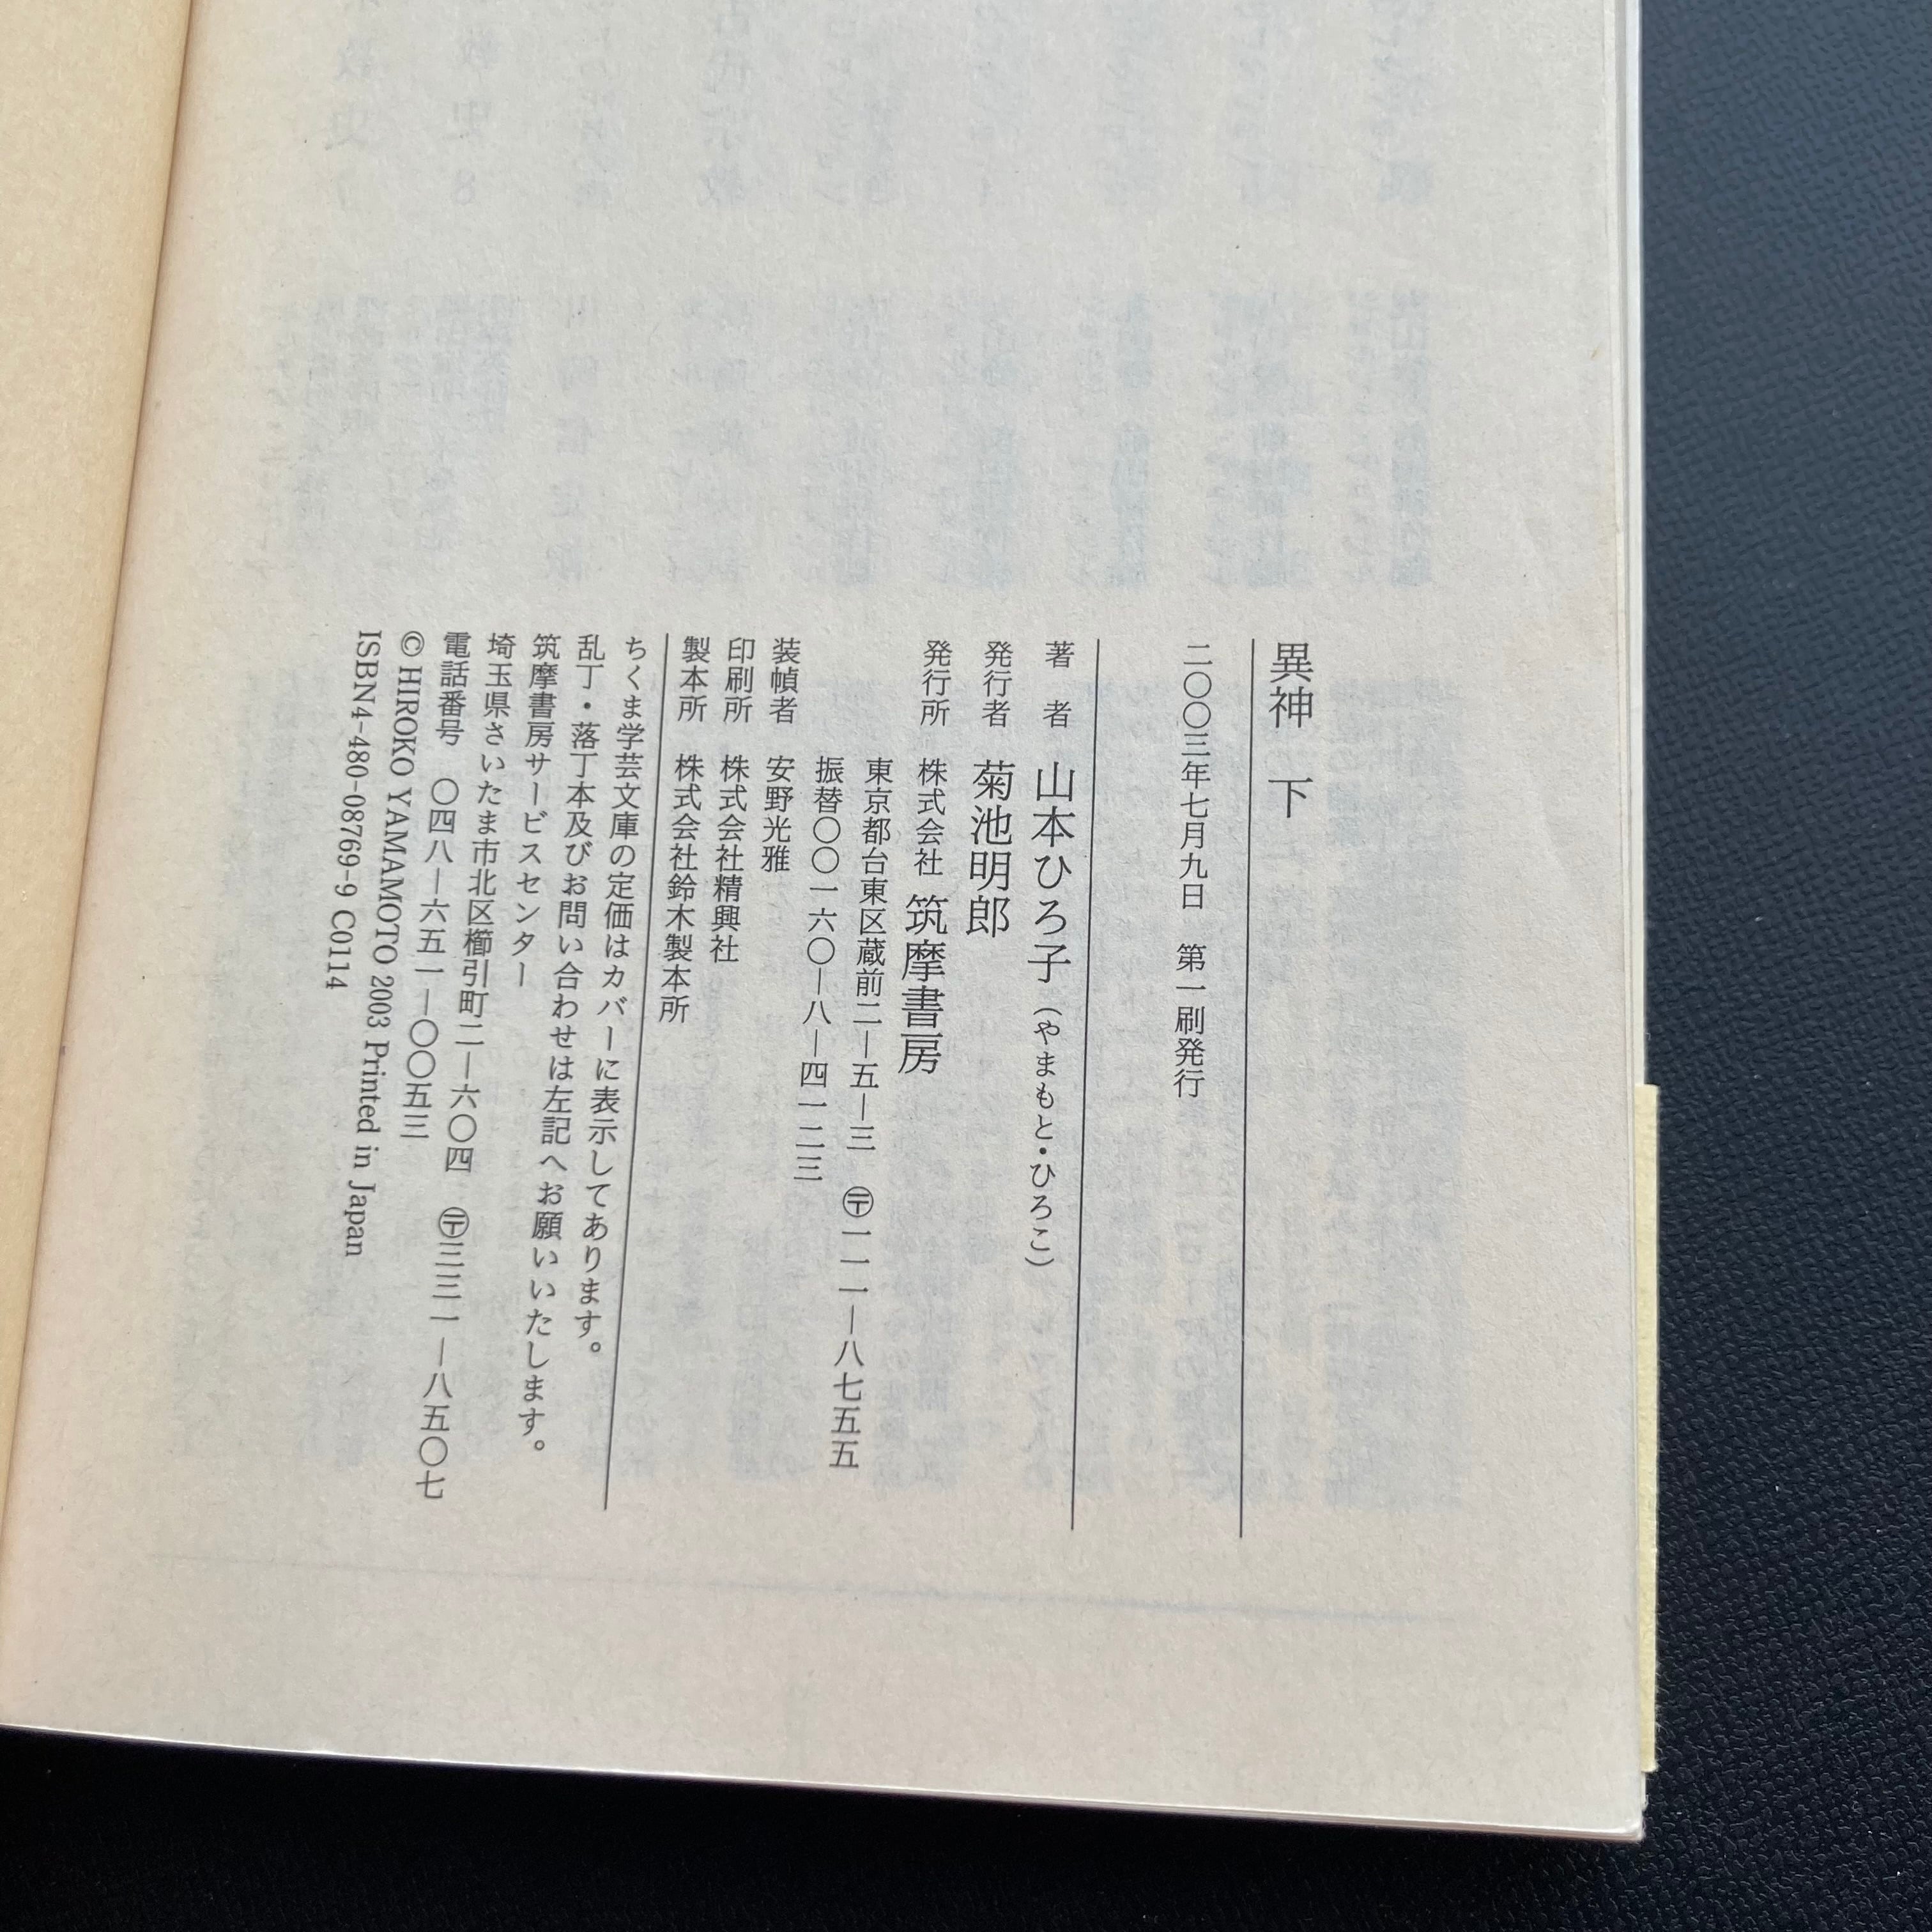 異神 下
二〇〇三年七月九日 第一刷発行
著 者 山本ひろ子（やまもと・ひろこ）
発行者 菊池明郎
発行所 株式会社 筑摩書房
東京都台東区蔵前二―五―三 〶一一一―八七五五
振替〇〇一六〇―八―四一二三
装幀者 安野光雅
印刷所 株式会社精興社
製本所 株式会社鈴木製本所
ちくま学芸文庫の定価はカバーに表示してあります。
乱丁・落丁本及びお問い合わせは左記へお願いいたします。
筑摩書房サービスセンター
埼玉県さいたま市北区櫛引町二―六〇四 〶三三一―八五〇七
電話番号 〇四八―六五一―〇〇五三
© HIROKO YAMAMOTO 2003 Printed in Japan
ISBN4-480-08769-9 C0114